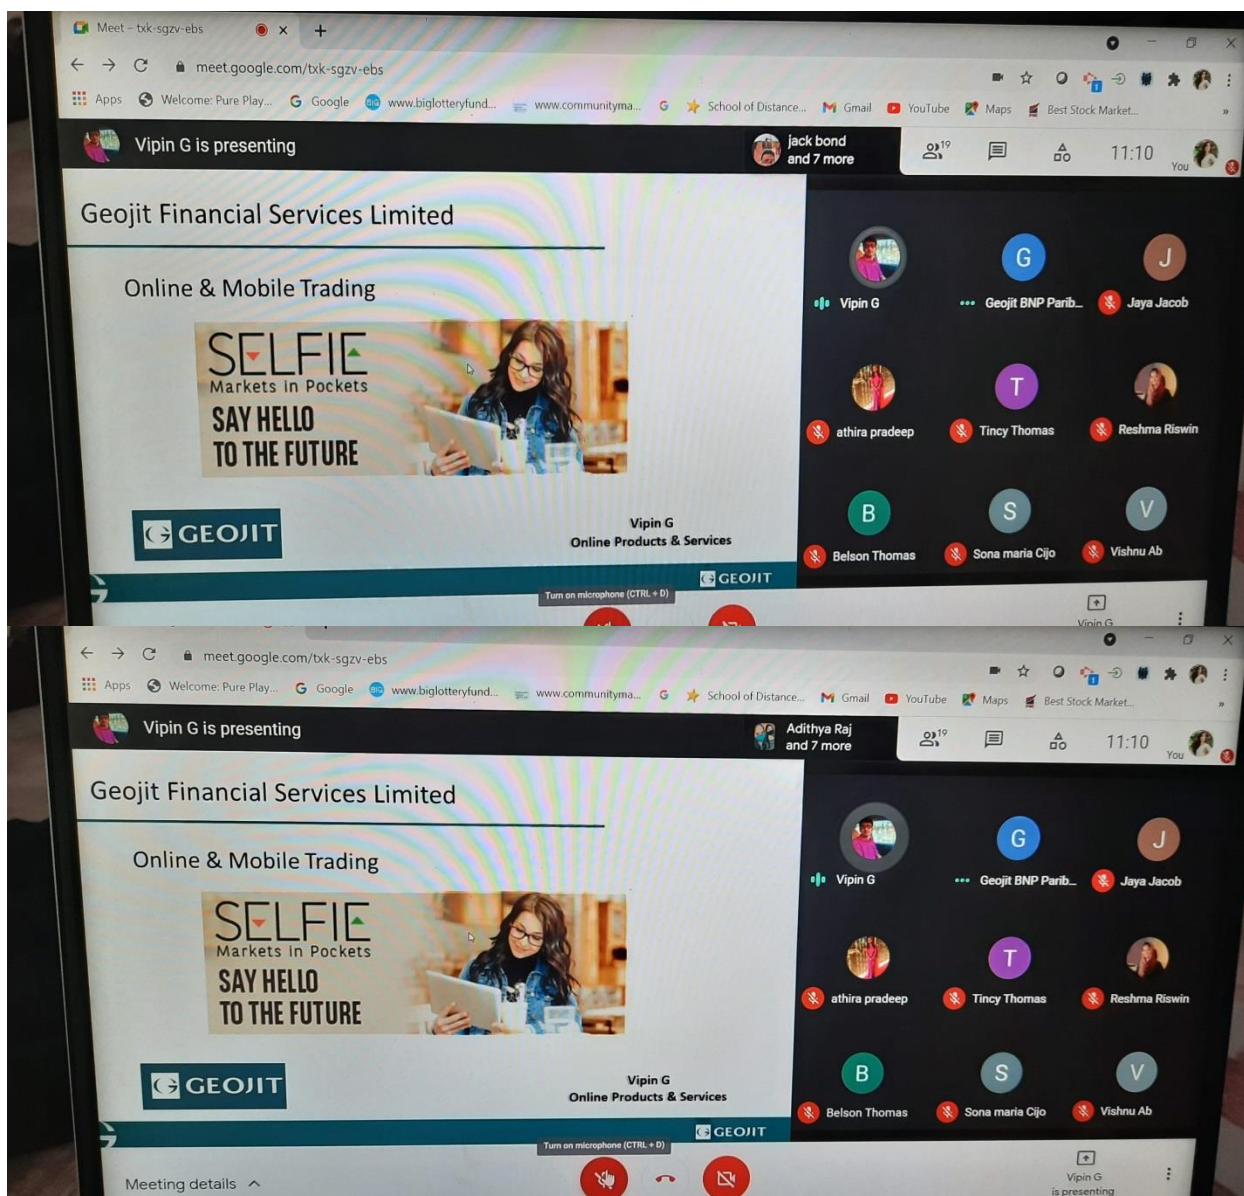 Meet – txk-sgzv-ebs
meet.google.com/txk-sgzv-ebs
Apps Welcome: Pure Play... Google www.biglotteryfund... www.communityma... School of Distance... Gmail YouTube Maps Best Stock Market... »
Vipin G is presenting
jack bond
and 7 more
19
11:10
You
Geojit Financial Services Limited
Online & Mobile Trading
SELFIE
Markets in Pockets
SAY HELLO
TO THE FUTURE
GEOJIT
Vipin G
Online Products & Services
GEOJIT
Turn on microphone (CTRL + D)
Vipin G
G
Geojit BNP Parib...
J
Jaya Jacob
athira pradeep
T
Tincy Thomas
Reshma Riswin
B
Belson Thomas
S
Sona maria Cijo
V
Vishnu Ab
Vipin G
meet.google.com/txk-sgzv-ebs
Apps Welcome: Pure Play... Google www.biglotteryfund... www.communityma... School of Distance... Gmail YouTube Maps Best Stock Market... »
Vipin G is presenting
Adithya Raj
and 7 more
19
11:10
You
Geojit Financial Services Limited
Online & Mobile Trading
SELFIE
Markets in Pockets
SAY HELLO
TO THE FUTURE
GEOJIT
Vipin G
Online Products & Services
GEOJIT
Turn on microphone (CTRL + D)
Vipin G
G
Geojit BNP Parib...
J
Jaya Jacob
athira pradeep
T
Tincy Thomas
Reshma Riswin
B
Belson Thomas
S
Sona maria Cijo
V
Vishnu Ab
Meeting details
Vipin G
is presenting